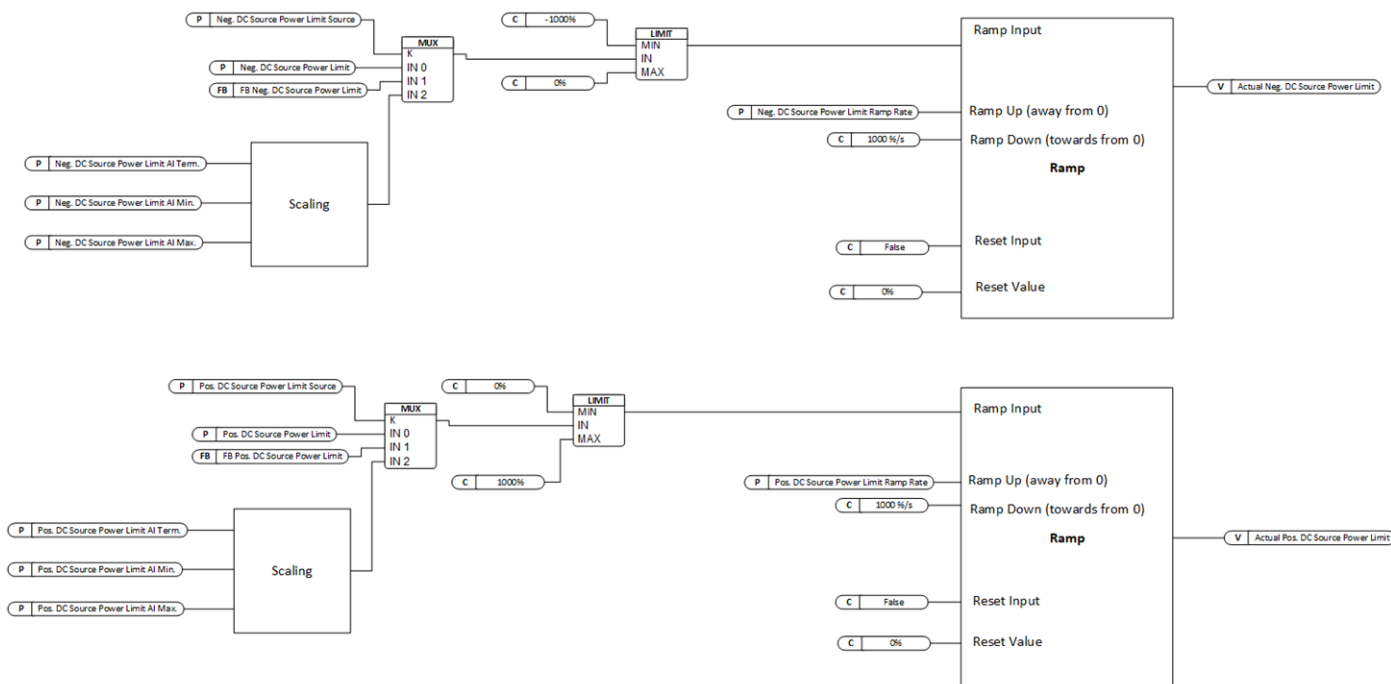 P Neg. DC Source Power Limit Source
C -1000%
LIMIT
MIN
IN
MAX
MUX
K
IN 0
IN 1
IN 2
P Neg. DC Source Power Limit
FB FB Neg. DC Source Power Limit
C 0%
Ramp Input
V Actual Neg. DC Source Power Limit
P Neg. DC Source Power Limit Ramp Rate
Ramp Up (away from 0)
C 1000 %/s
Ramp Down (towards from 0)
Ramp
P Neg. DC Source Power Limit AI Term.
P Neg. DC Source Power Limit AI Min.
Scaling
P Neg. DC Source Power Limit AI Max.
C False
Reset Input
C 0%
Reset Value
P Pos. DC Source Power Limit Source
C 0%
LIMIT
MIN
IN
MAX
MUX
K
IN 0
IN 1
IN 2
P Pos. DC Source Power Limit
FB FB Pos. DC Source Power Limit
C 1000%
Ramp Input
P Pos. DC Source Power Limit Ramp Rate
Ramp Up (away from 0)
C 1000 %/s
Ramp Down (towards from 0)
Ramp
V Actual Pos. DC Source Power Limit
P Pos. DC Source Power Limit AI Term.
P Pos. DC Source Power Limit AI Min.
Scaling
P Pos. DC Source Power Limit AI Max.
C False
Reset Input
C 0%
Reset Value